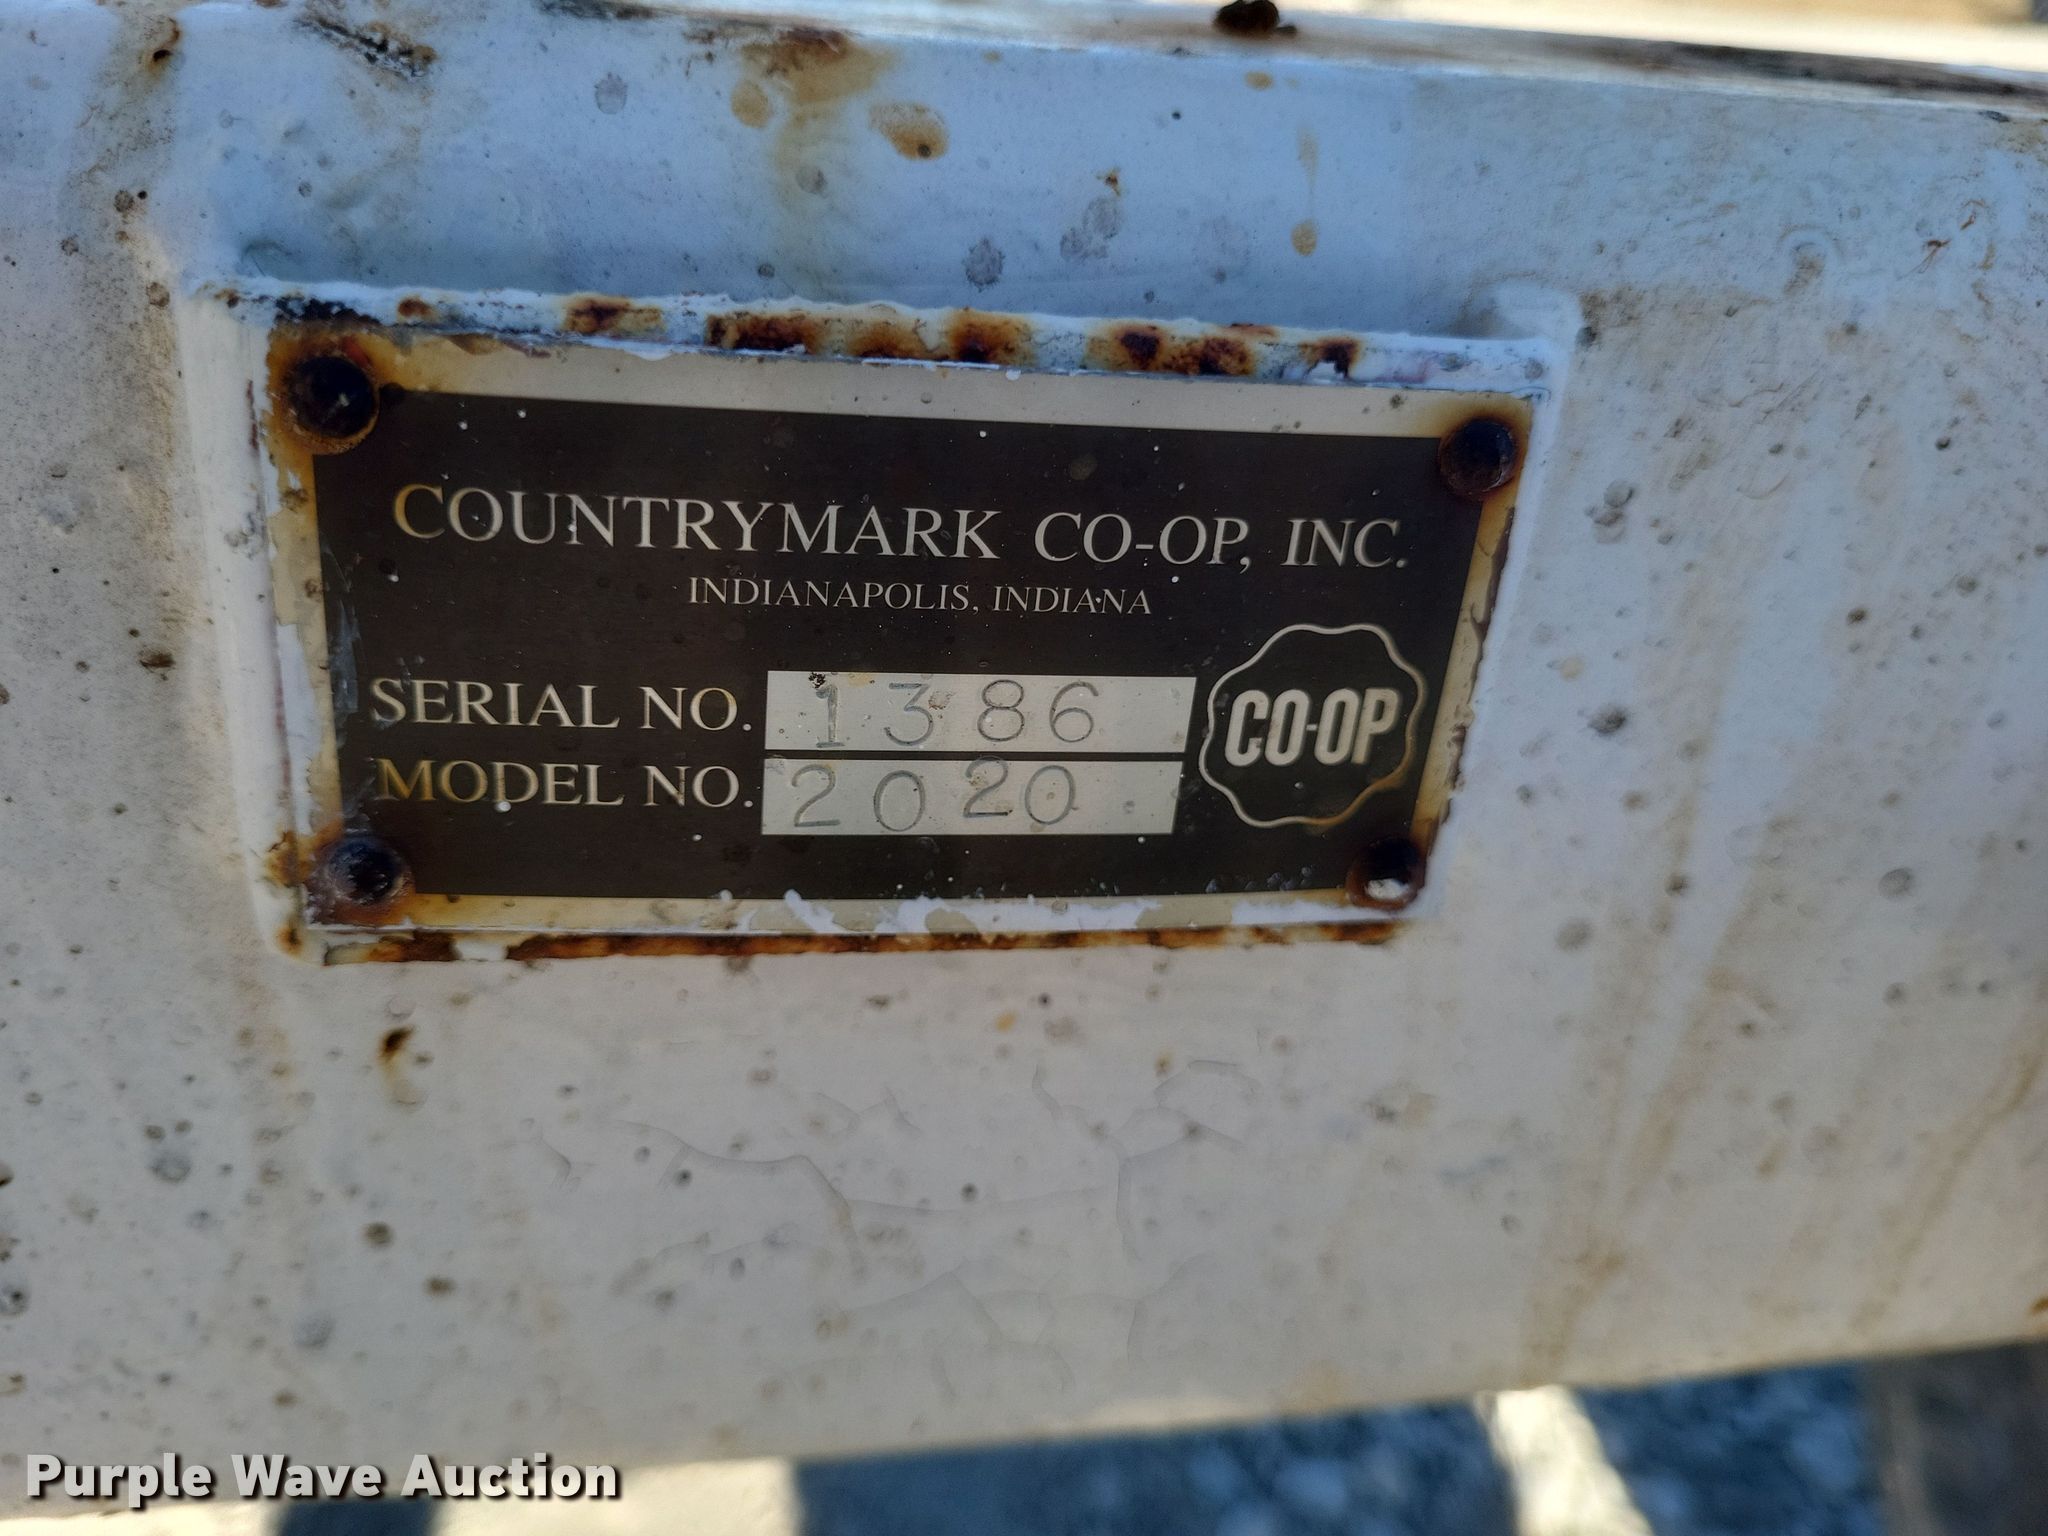 COUNTRYMARK CO-OP, INC.
INDIANAPOLIS, INDIANA
SERIAL NO. 1386
MODEL NO. 2020
CO-OP
Purple Wave Auction